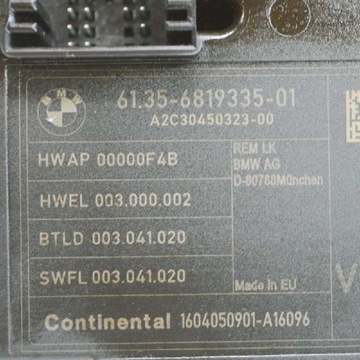 BMW
61.35-6819335-01
A2C30450323-00
HWAP 00000F4B
REM LK
BMW AG
D-80788München
HWEL 003.000.002
BTLD 003.041.020
SWFL 003.041.020
Made in EU
V
Continental 1604050901-A16096